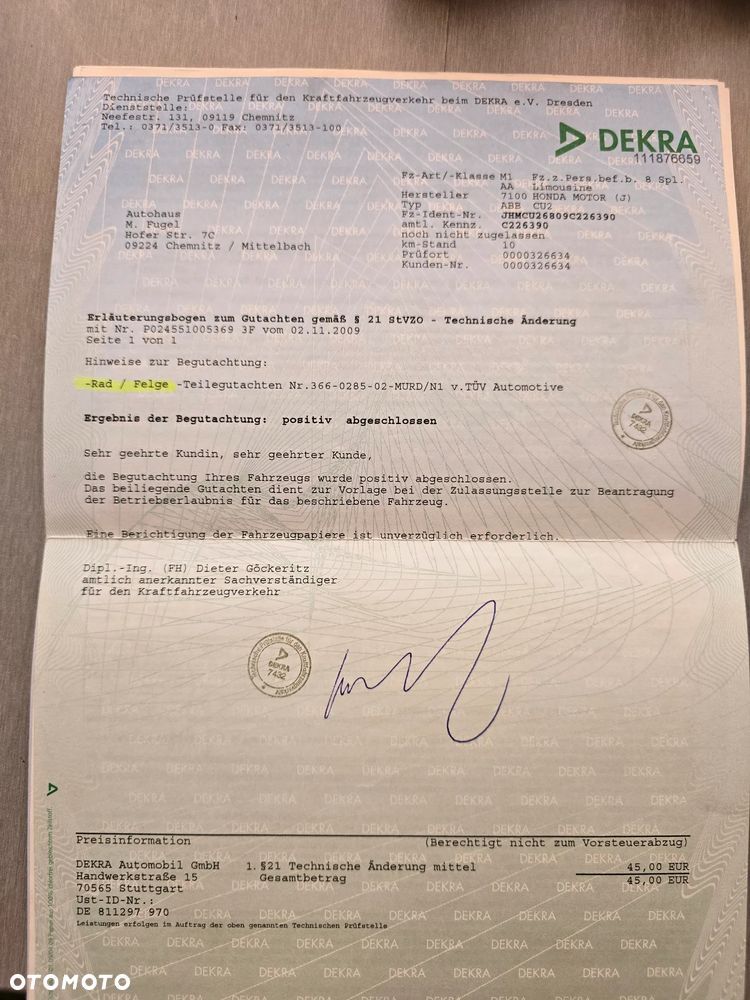 Technische Prüfstelle für den Kraftfahrzeugverkehr beim DEKRA e.V. Dresden
Dienststelle:
Neefestr. 131, 09119 Chemnitz
Tel.: 0371/3513-0 Fax: 0371/3513-100
DEKRA
111876659
Fz-Art/-Klasse M1 Fz.z.Pers.bef.b. 8 Spl.
AA Limousine
Hersteller 7100 HONDA MOTOR (J)
Typ ABB CU2
Fz-Ident-Nr. JHMCU26809C226390
amtl. Kennz. C226390
noch nicht zugelassen
km-Stand 10
Prüfort 0000326634
Kunden-Nr. 0000326634
Autohaus
M. Fugel
Hofer Str. 7C
09224 Chemnitz / Mittelbach
Erläuterungsbogen zum Gutachten gemäß § 21 StVZO - Technische Änderung
mit Nr. P024551005369 3F vom 02.11.2009
Seite 1 von 1
Hinweise zur Begutachtung:
-Rad / Felge -Teilegutachten Nr.366-0285-02-MURD/N1 v.TÜV Automotive
Ergebnis der Begutachtung: positiv abgeschlossen
DEKRA
7432
Sehr geehrte Kundin, sehr geehrter Kunde,
die Begutachtung Ihres Fahrzeugs wurde positiv abgeschlossen.
Das beiliegende Gutachten dient zur Vorlage bei der Zulassungsstelle zur Beantragung
der Betriebserlaubnis für das beschriebene Fahrzeug.
Eine Berichtigung der Fahrzeugpapiere ist unverzüglich erforderlich.
Dipl.-Ing. (FH) Dieter Göckeritz
amtlich anerkannter Sachverständiger
für den Kraftfahrzeugverkehr
DEKRA
7432
Preisinformation (Berechtigt nicht zum Vorsteuerabzug)
DEKRA Automobil GmbH 1. §21 Technische Änderung mittel 45,00 EUR
Handwerkstraße 15 Gesamtbetrag 45,00 EUR
70565 Stuttgart
Ust-ID-Nr.:
DE 811297 970
Leistungen erfolgen im Auftrag der oben genannten Technischen Prüfstelle
OTOMOTO